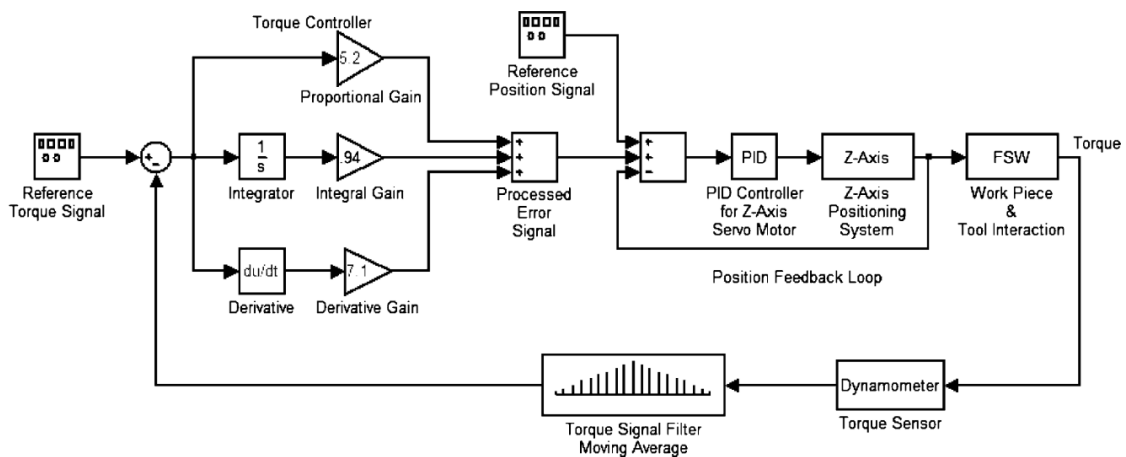 Torque Controller
5.2
Proportional Gain
Reference
Position Signal
+
-
Reference
Torque Signal
1
s
Integrator
.94
Integral Gain
+
+
+
Processed
Error
Signal
+
+
-
PID
PID Controller
for Z-Axis
Servo Motor
Z-Axis
Z-Axis
Positioning
System
FSW
Work Piece
&
Tool Interaction
Torque
du/dt
Derivative
7.1
Derivative Gain
Position Feedback Loop
Torque Signal Filter
Moving Average
Dynamometer
Torque Sensor